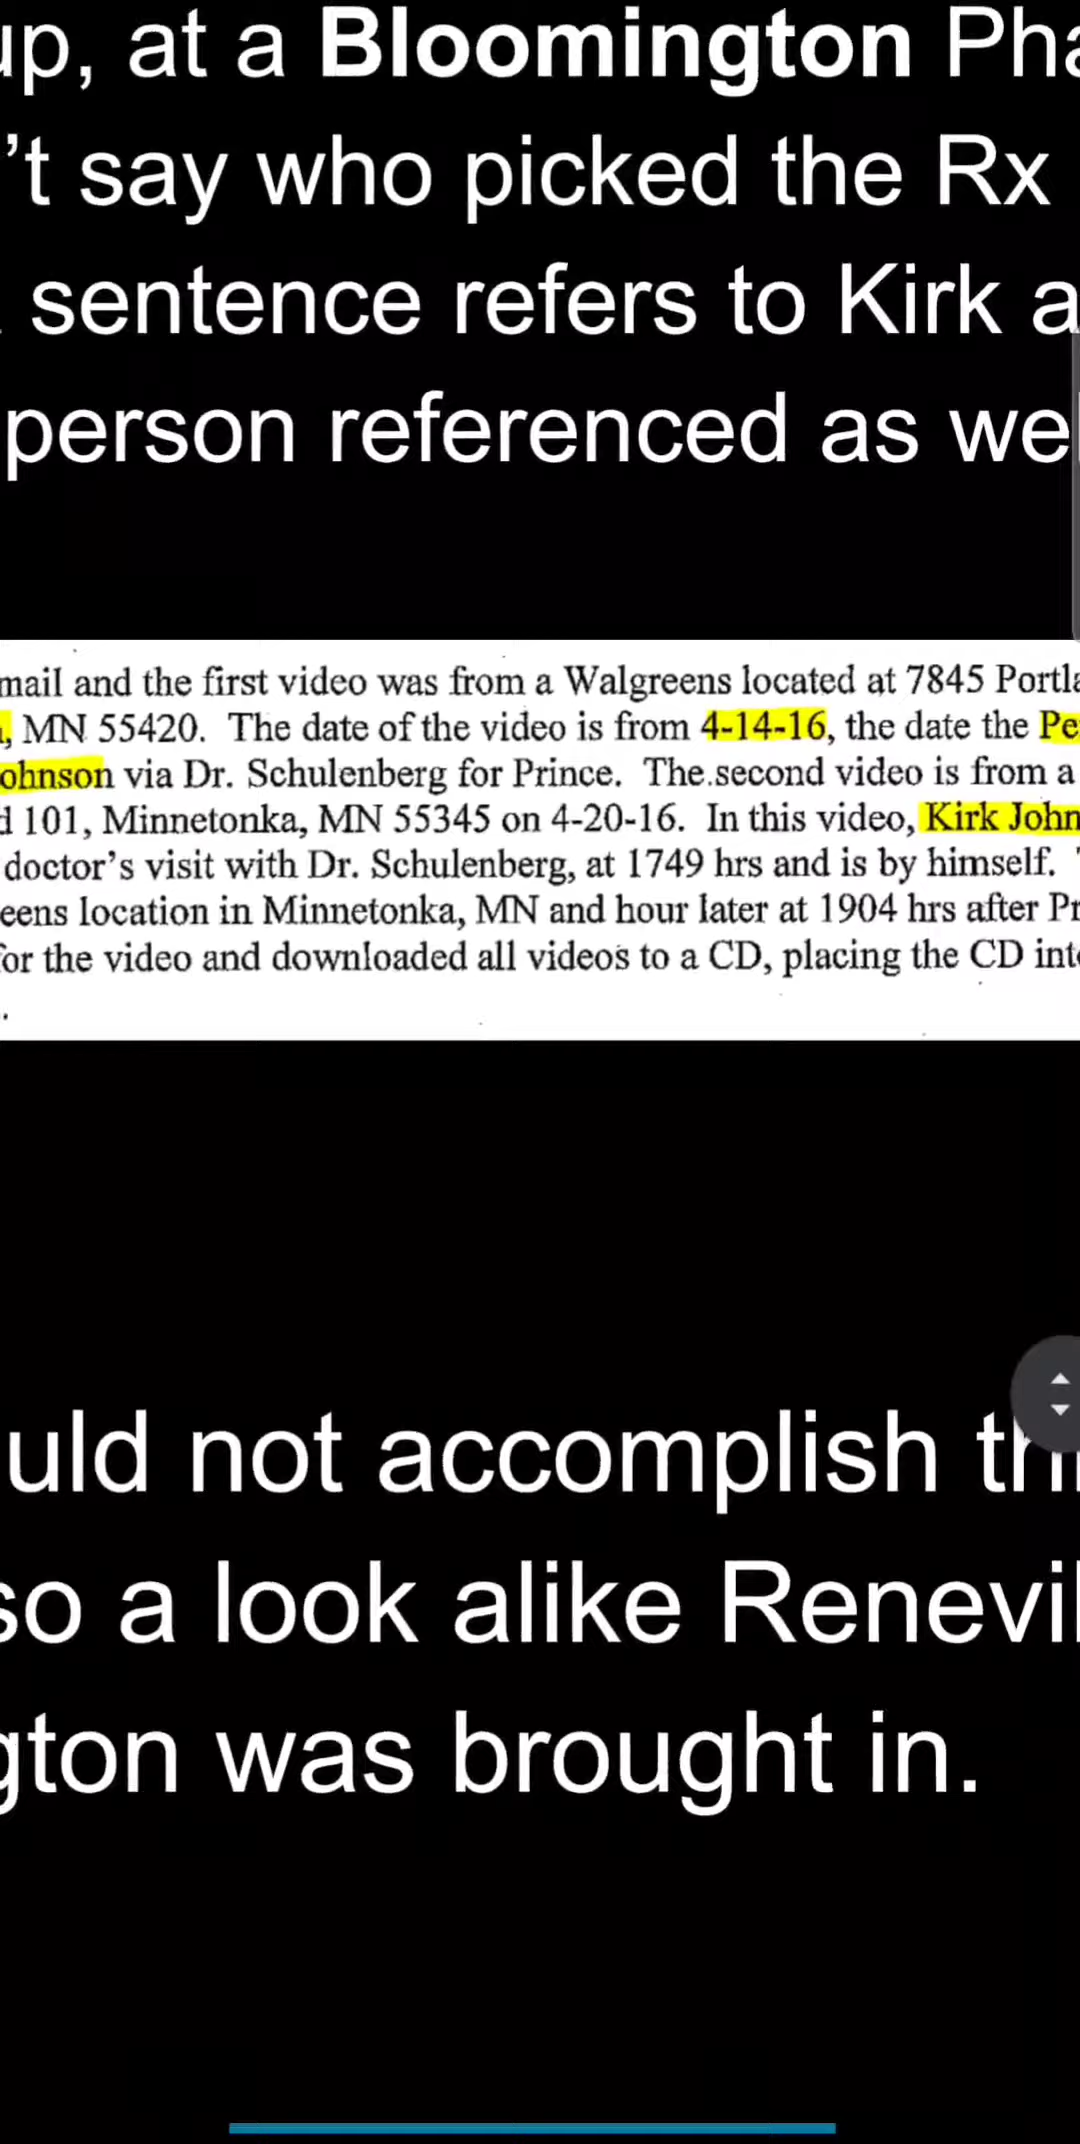 up, at a Bloomington Pha
't say who picked the Rx
sentence refers to Kirk a
person referenced as we
mail and the first video was from a Walgreens located at 7845 Portla
, MN 55420. The date of the video is from 4-14-16, the date the Pe
ohnson via Dr. Schulenberg for Prince. The.second video is from a
d 101, Minnetonka, MN 55345 on 4-20-16. In this video, Kirk John
doctor's visit with Dr. Schulenberg, at 1749 hrs and is by himself.
eens location in Minnetonka, MN and hour later at 1904 hrs after Pr
for the video and downloaded all videos to a CD, placing the CD int
.
uld not accomplish thi
so a look alike Renevil
gton was brought in.